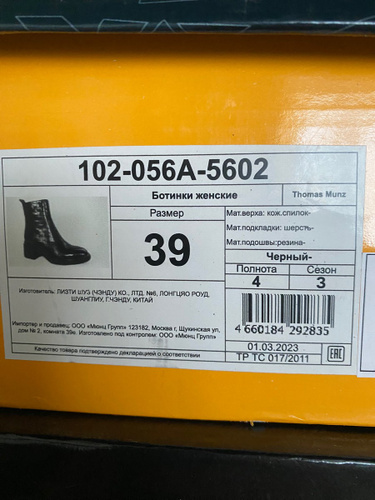 102-056A-5602
Ботинки женские
Thomas Munz
Размер
39
Мат.верха: кож.спилок-
Мат.подкладки: шерсть-
Мат.подошвы:резина-
Черный-
Полнота Сезон
4 3
Изготовитель: ЛИЗТИ ШУЗ (ЧЭНДУ) КО., ЛТД. №6, ЛОНГЦЯО РОУД,
ШУАНГЛИУ, Г.ЧЭНДУ, КИТАЙ
4 660184 292835
Импортер и продавец: ООО «Мюнц Групп» 123182, Москва г, Щукинская ул,
дом № 2, комната 39е. Изготовлено под контролем: ООО «Мюнц Групп»
01.03.2023
Качество товара подтверждено декларацией о соответствии
ТР ТС 017/2011
EAC